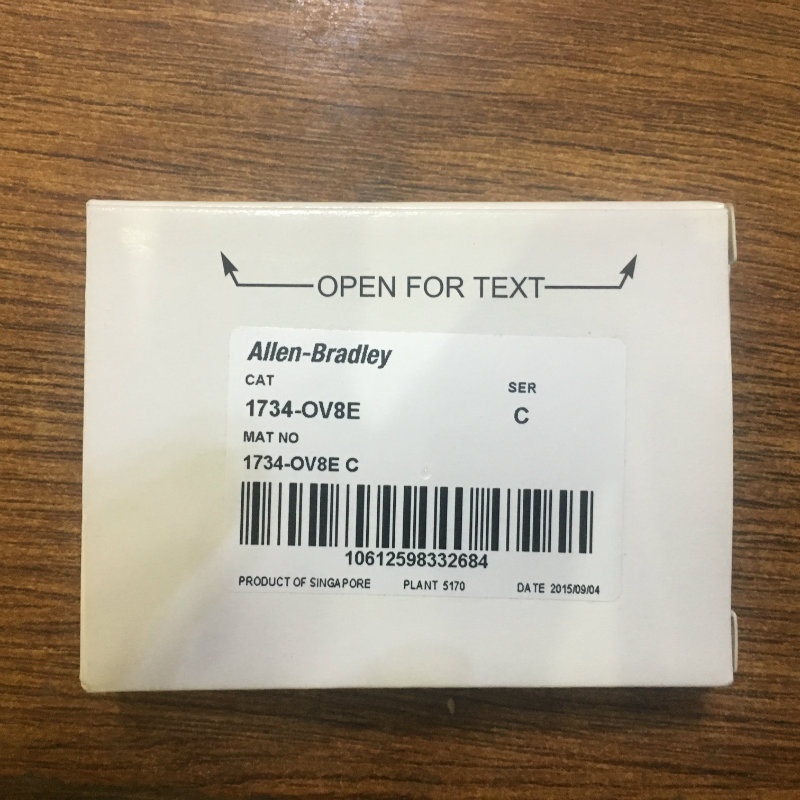 OPEN FOR TEXT
Allen-Bradley
CAT
SER
1734-OV8E
C
MAT NO
1734-OV8E C
10612598332684
PRODUCT OF SINGAPORE PLANT 5170 DATE 2015/09/04